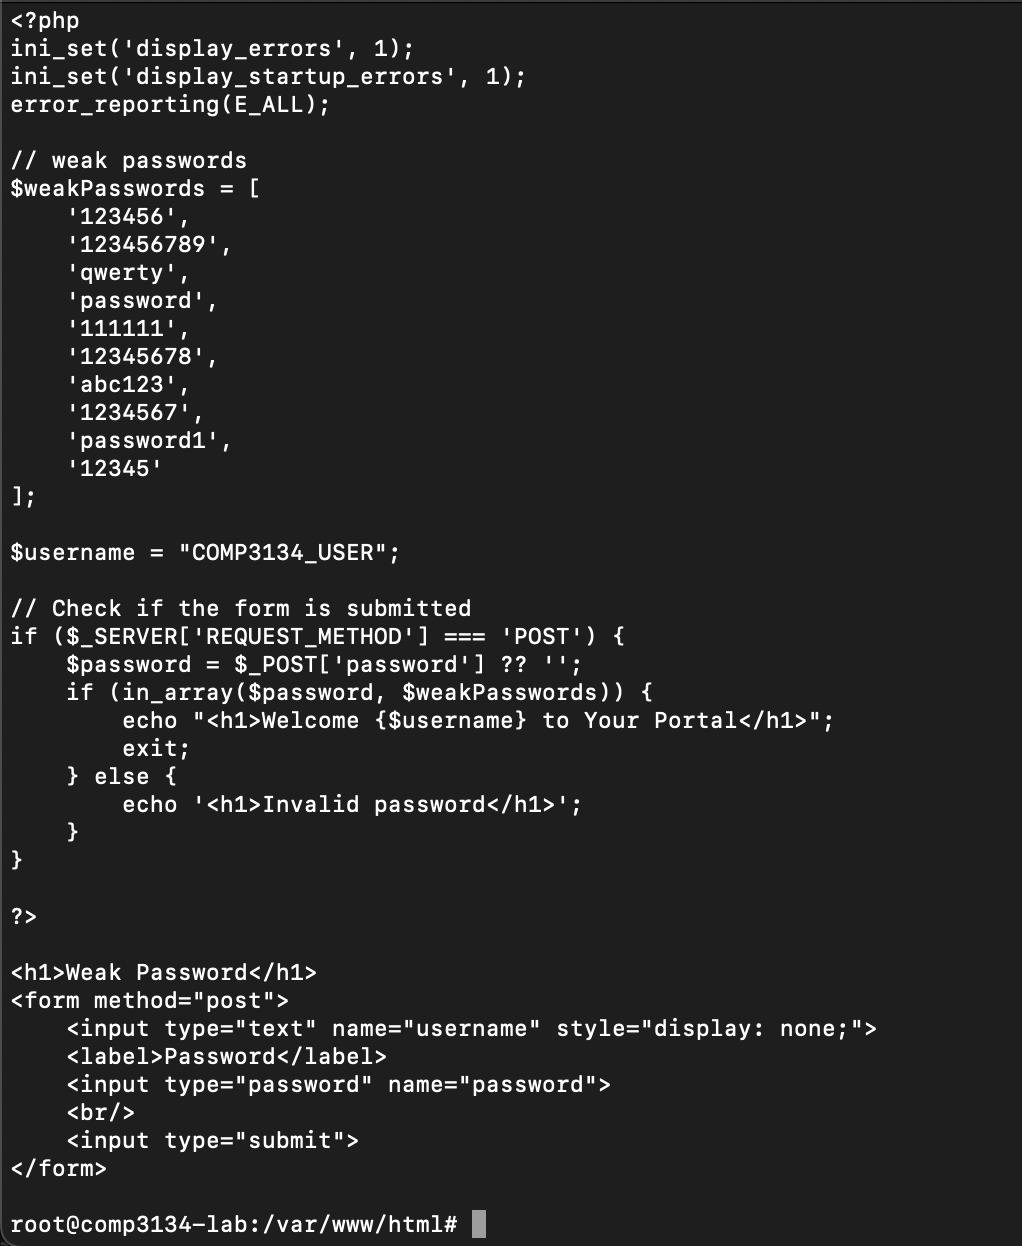 <?php
ini_set('display_errors', 1);
ini_set('display_startup_errors', 1);
error_reporting(E_ALL);

// weak passwords
$weakPasswords = [
    '123456',
    '123456789',
    'qwerty',
    'password',
    '111111',
    '12345678',
    'abc123',
    '1234567',
    'password1',
    '12345'
];

$username = "COMP3134_USER";

// Check if the form is submitted
if ($_SERVER['REQUEST_METHOD'] === 'POST') {
    $password = $_POST['password'] ?? '';
    if (in_array($password, $weakPasswords)) {
        echo "<h1>Welcome {$username} to Your Portal</h1>";
        exit;
    } else {
        echo '<h1>Invalid password</h1>';
    }
}

?>

<h1>Weak Password</h1>
<form method="post">
    <input type="text" name="username" style="display: none;">
    <label>Password</label>
    <input type="password" name="password">
    <br/>
    <input type="submit">
</form>

root@comp3134-lab:/var/www/html#